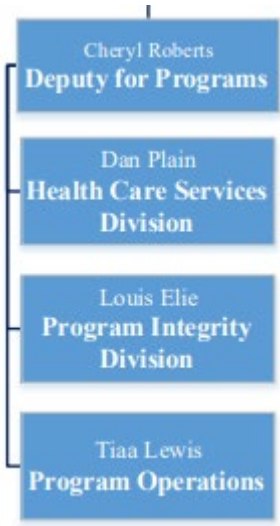 Cheryl Roberts
Deputy for Programs
Dan Plain
Health Care Services
Division
Louis Elie
Program Integrity
Division
Tiaa Lewis
Program Operations